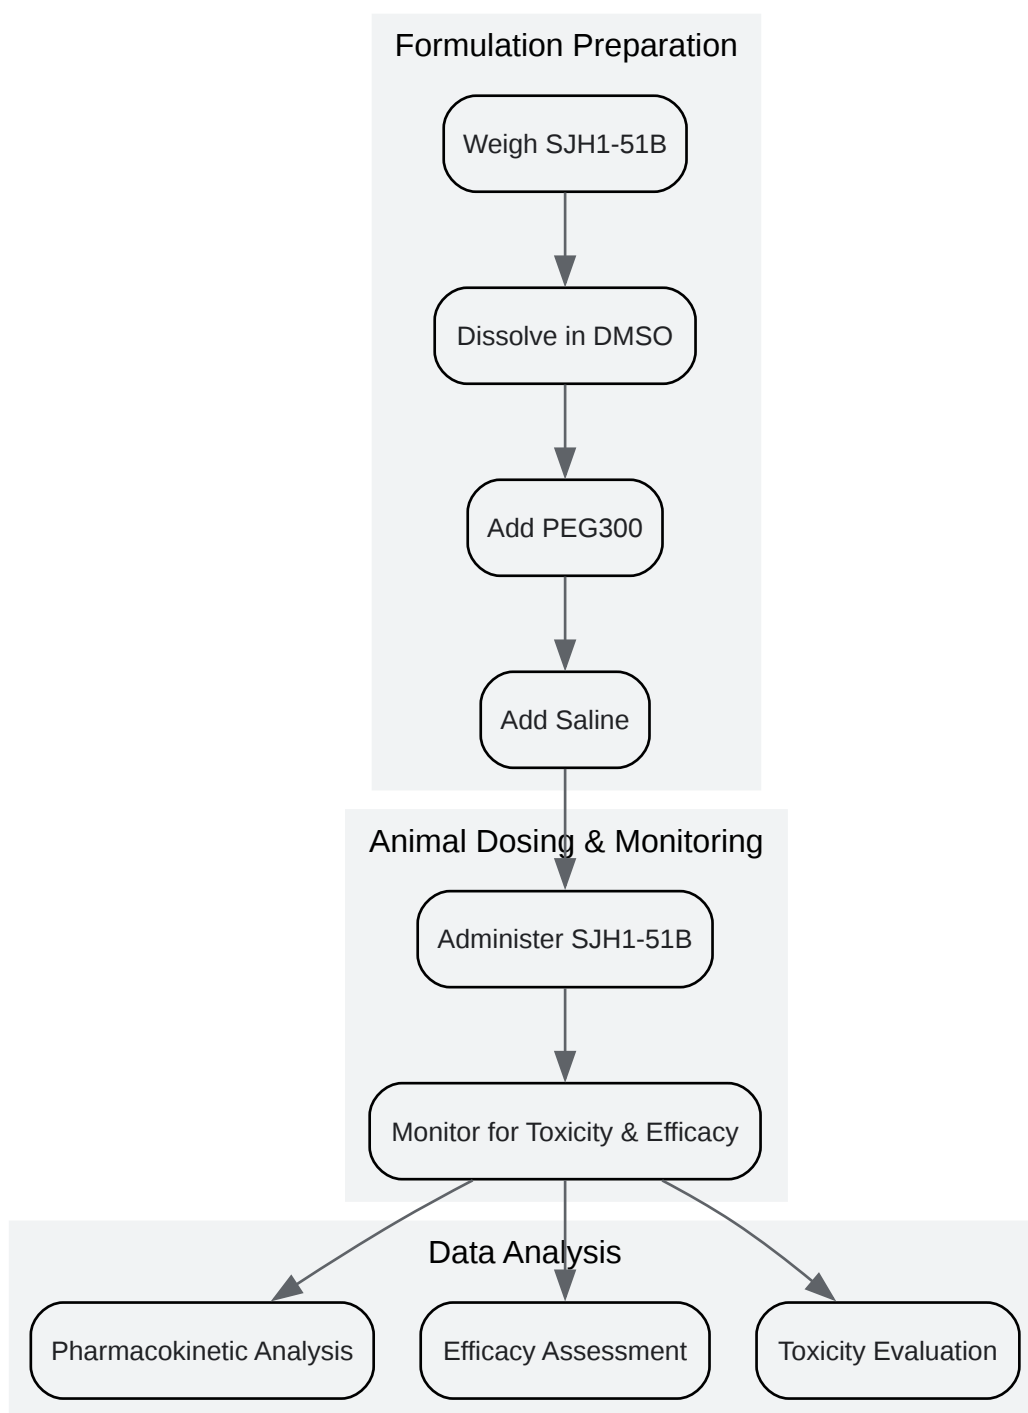 Formulation Preparation
Weigh SJH1-51B
Dissolve in DMSO
Add PEG300
Add Saline
Animal Dosing & Monitoring
Administer SJH1-51B
Monitor for Toxicity & Efficacy
Data Analysis
Pharmacokinetic Analysis
Efficacy Assessment
Toxicity Evaluation